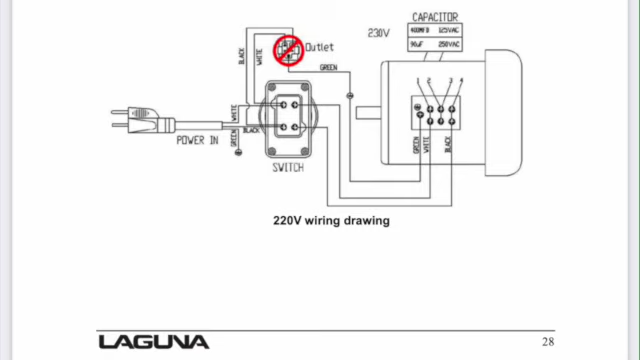 CAPACITOR
400MFD 125VAC
90uF 250VAC
230V
Outlet
BLACK
WHITE
GREEN
1 2 3 4
WHITE
BLACK
GREEN
POWER IN
SWITCH
GREEN
WHITE
BLACK
220V wiring drawing
LAGUNA
28